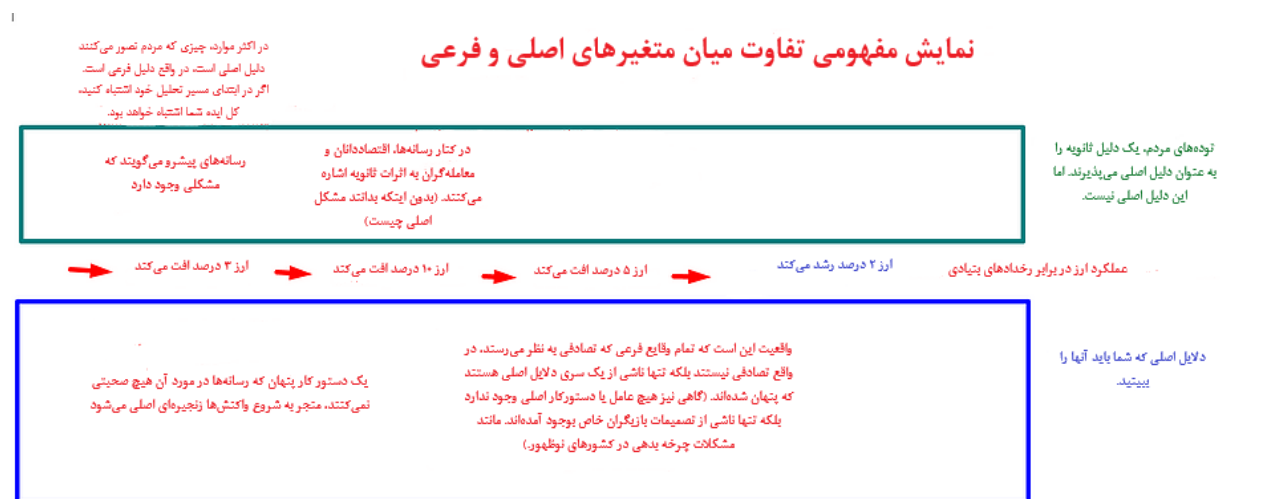 نمایش مفهومی تفاوت میان متغیرهای اصلی و فرعی
در اکثر موارد، چیزی که مردم تصور می‌کنند
دلیل اصلی است، در واقع دلیل فرعی است.
اگر در ابتدای مسیر تحلیل خود اشتباه کنید،
کل ایده شما اشتباه خواهد بود.
توده‌های مردم، یک دلیل ثانویه را
به عنوان دلیل اصلی می‌پذیرند. اما
این دلیل اصلی نیست.
در کنار رسانه‌ها، اقتصاددانان و
معامله‌گران به اثرات ثانویه اشاره
می‌کنند. (بدون اینکه بدانند مشکل
اصلی چیست)
رسانه‌های پیشرو می‌گویند که
مشکلی وجود دارد
عملکرد ارز در برابر رخدادهای بنیادی
ارز ۲ درصد رشد می‌کند
ارز ۵ درصد افت می‌کند
ارز ۱۰ درصد افت می‌کند
ارز ۳ درصد افت می‌کند
دلایل اصلی که شما باید آنها را
ببینید.
واقعیت این است که تمام وقایع فرعی که تصادفی به نظر می‌رسند، در
واقع تصادفی نیستند بلکه تنها ناشی از یک سری دلایل اصلی هستند
که پنهان شده‌اند. (گاهی نیز هیچ عامل یا دستورکار اصلی وجود ندارد
بلکه تنها ناشی از تصمیمات بازیگران خاص بوجود آمده‌اند. مانند
مشکلات چرخه بدهی در کشورهای نوظهور.)
یک دستور کار پنهان که رسانه‌ها در مورد آن هیچ صحبتی
نمی‌کنند، منجر به شروع واکنش‌ها زنجیره‌ای اصلی می‌شود